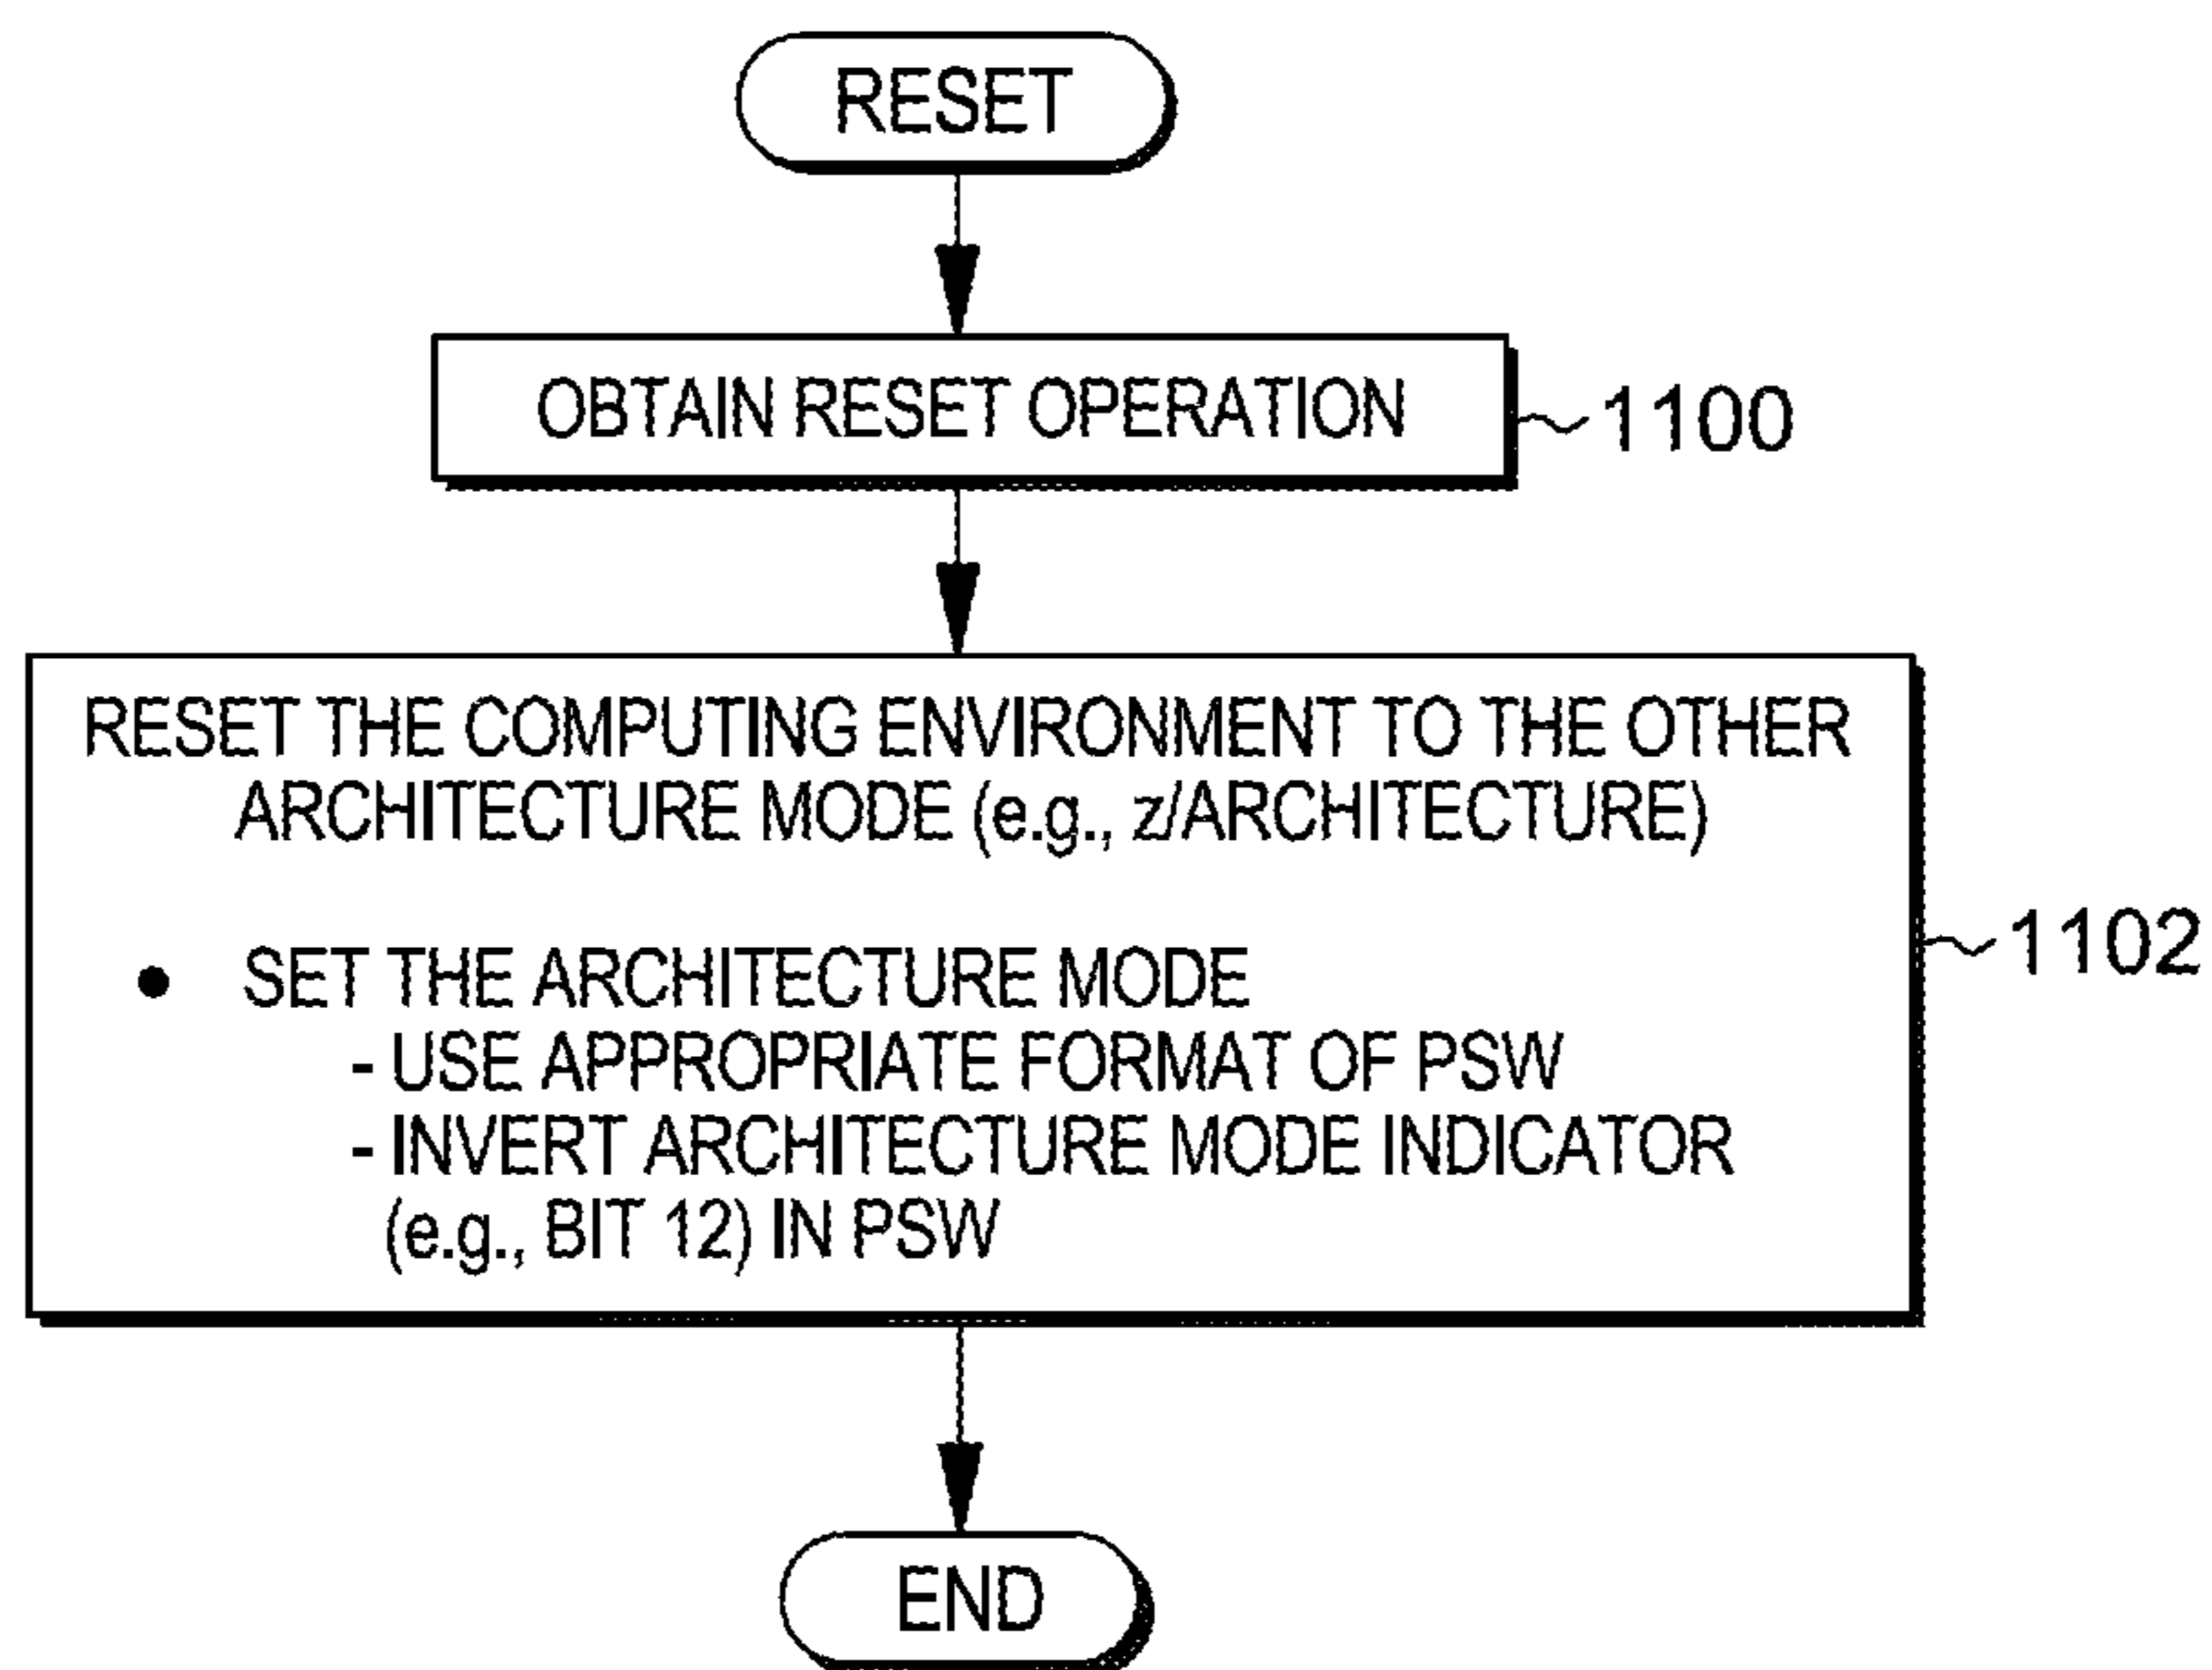 RESET
OBTAIN RESET OPERATION
1100
RESET THE COMPUTING ENVIRONMENT TO THE OTHER
ARCHITECTURE MODE (e.g., z/ARCHITECTURE)
• SET THE ARCHITECTURE MODE
- USE APPROPRIATE FORMAT OF PSW
- INVERT ARCHITECTURE MODE INDICATOR
(e.g., BIT 12) IN PSW
1102
END